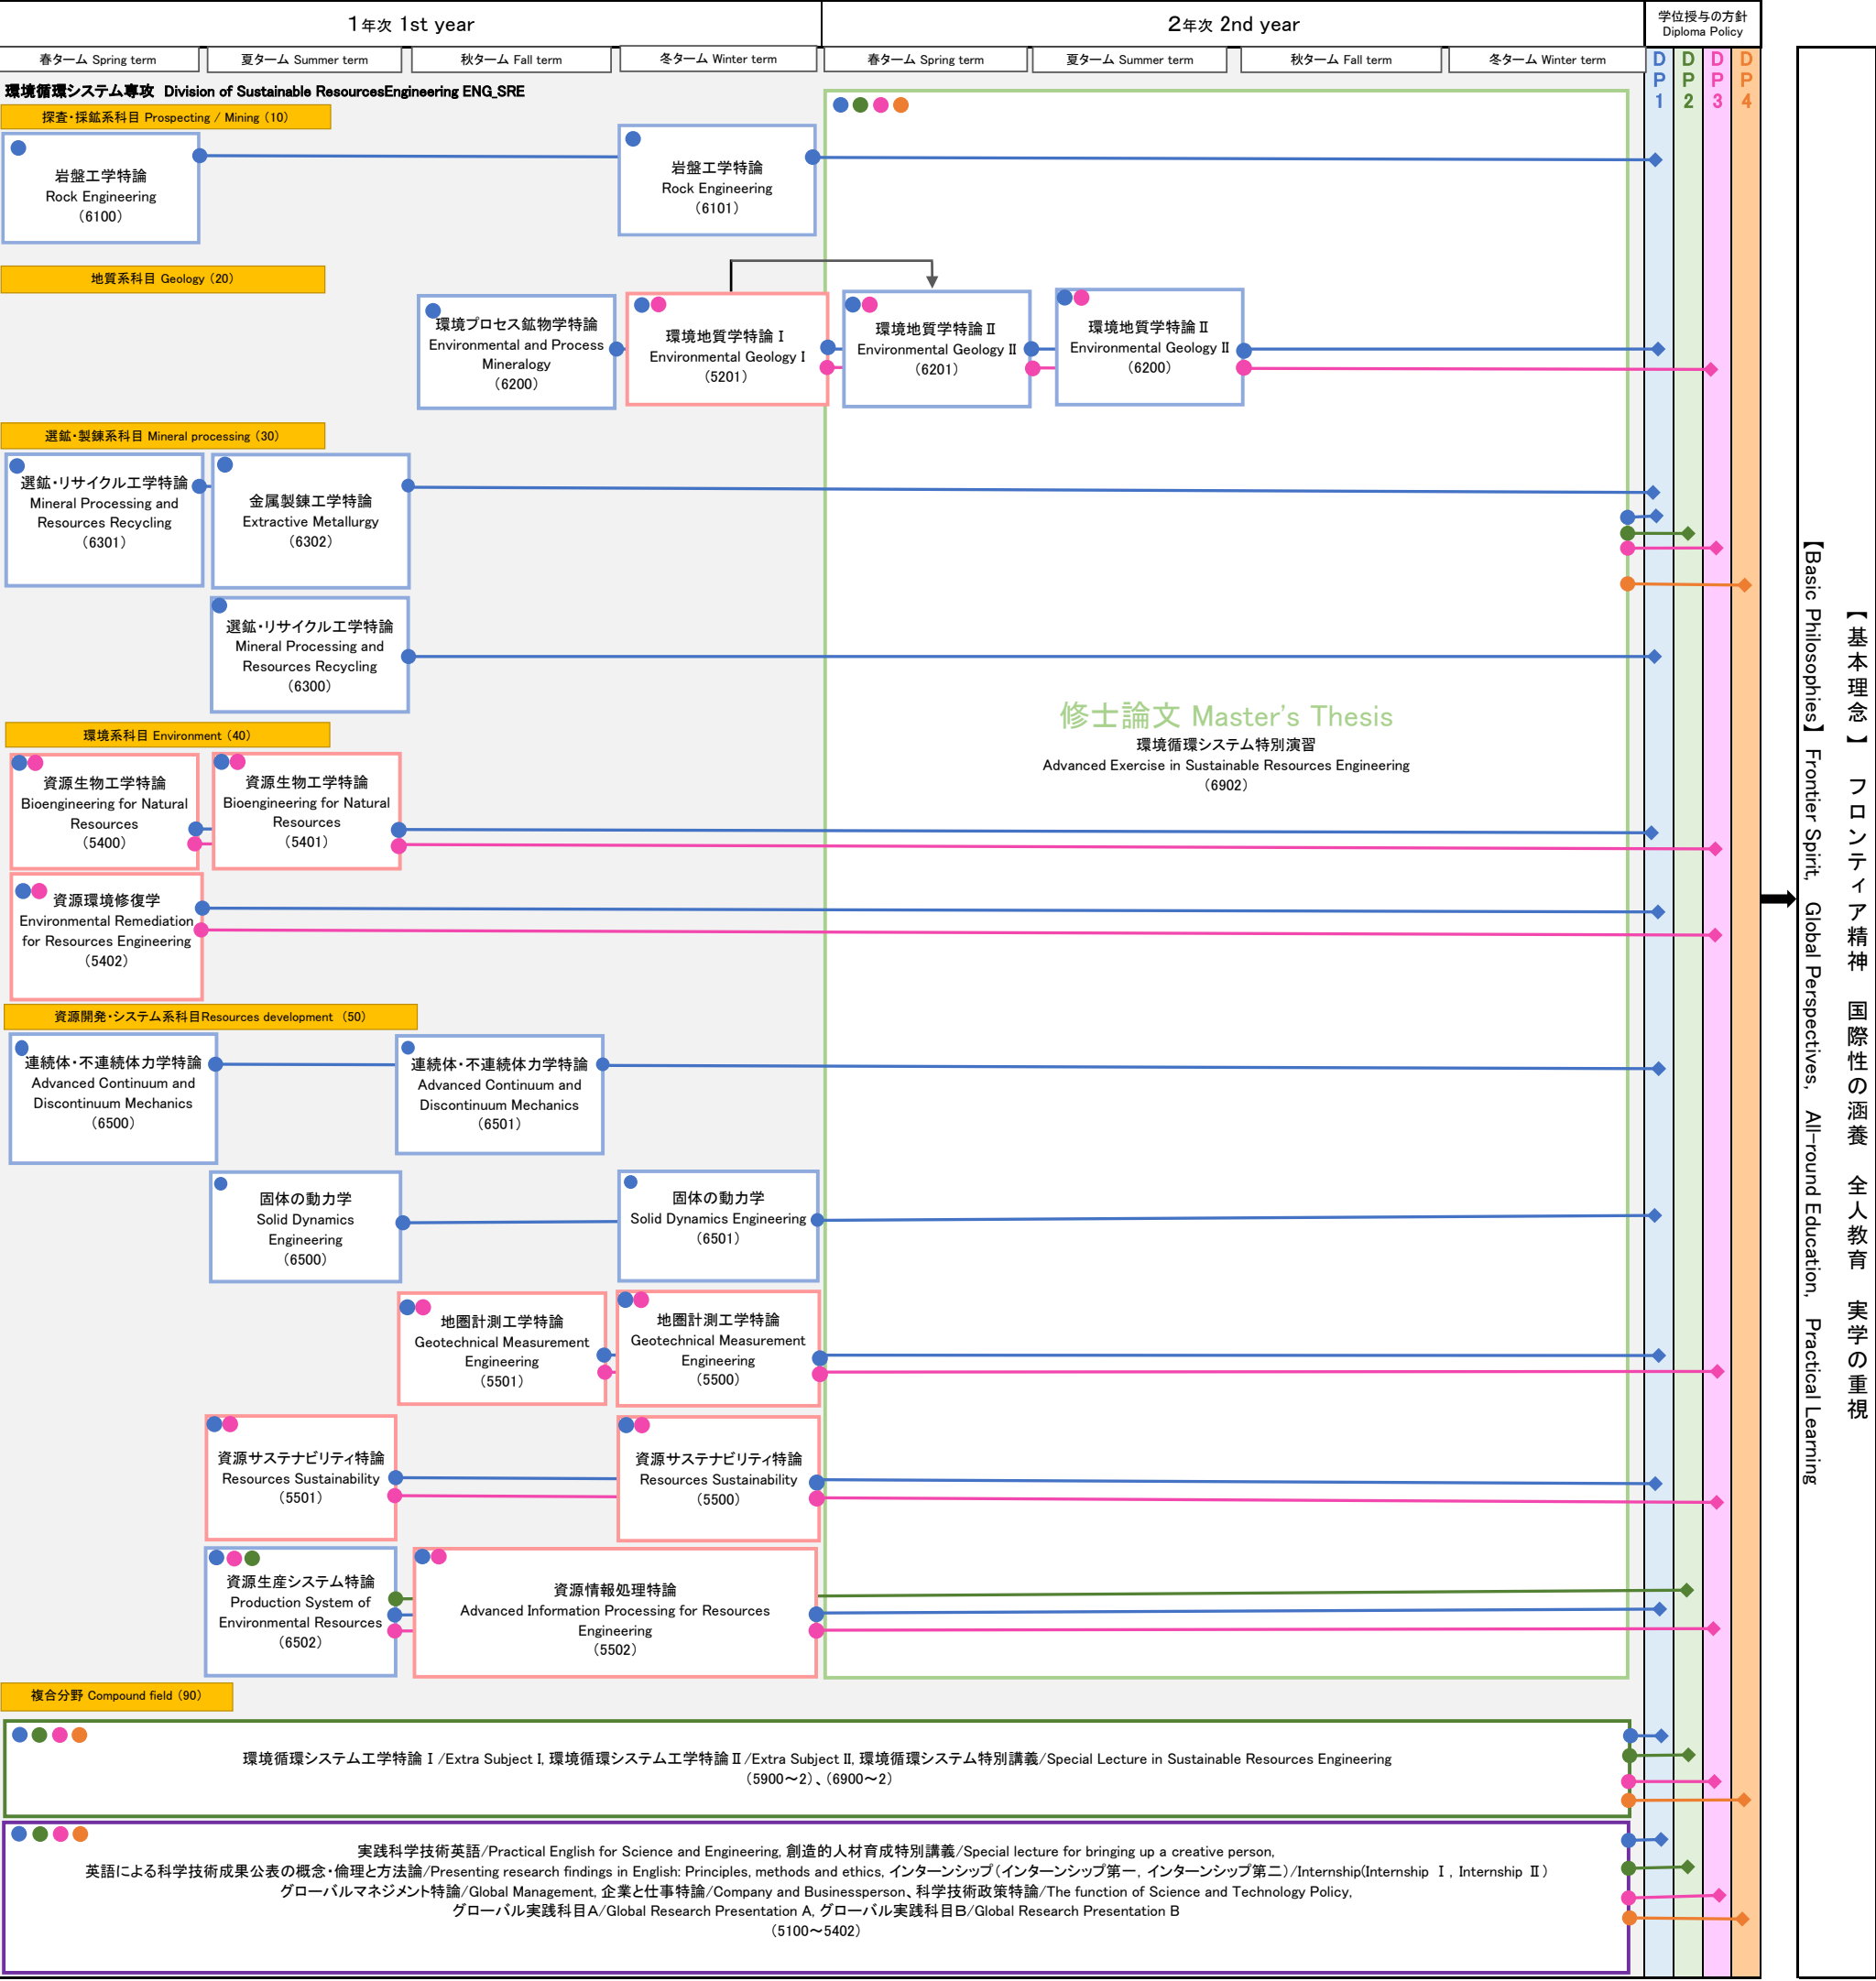 1年次 1st year
2年次 2nd year
学位授与の方針
Diploma Policy
春ターム Spring term
夏ターム Summer term
秋ターム Fall term
冬ターム Winter term
春ターム Spring term
夏ターム Summer term
秋ターム Fall term
冬ターム Winter term
DP1
DP2
DP3
DP4
環境循環システム専攻 Division of Sustainable ResourcesEngineering ENG_SRE
探査・採鉱系科目 Prospecting / Mining (10)
岩盤工学特論
Rock Engineering
(6100)
岩盤工学特論
Rock Engineering
(6101)
地質系科目 Geology (20)
環境プロセス鉱物学特論
Environmental and Process
Mineralogy
(6200)
環境地質学特論Ⅰ
Environmental Geology I
(5201)
環境地質学特論Ⅱ
Environmental Geology Ⅱ
(6201)
環境地質学特論Ⅱ
Environmental Geology Ⅱ
(6200)
選鉱・製錬系科目 Mineral processing (30)
選鉱・リサイクル工学特論
Mineral Processing and
Resources Recycling
(6301)
金属製錬工学特論
Extractive Metallurgy
(6302)
選鉱・リサイクル工学特論
Mineral Processing and
Resources Recycling
(6300)
修士論文 Master's Thesis
環境循環システム特別演習
Advanced Exercise in Sustainable Resources Engineering
(6902)
環境系科目 Environment (40)
資源生物工学特論
Bioengineering for Natural
Resources
(5400)
資源生物工学特論
Bioengineering for Natural
Resources
(5401)
資源環境修復学
Environmental Remediation
for Resources Engineering
(5402)
資源開発・システム系科目Resources development (50)
連続体・不連続体力学特論
Advanced Continuum and
Discontinuum Mechanics
(6500)
連続体・不連続体力学特論
Advanced Continuum and
Discontinuum Mechanics
(6501)
固体の動力学
Solid Dynamics
Engineering
(6500)
固体の動力学
Solid Dynamics Engineering
(6501)
地圏計測工学特論
Geotechnical Measurement
Engineering
(5501)
地圏計測工学特論
Geotechnical Measurement
Engineering
(5500)
資源サステナビリティ特論
Resources Sustainability
(5501)
資源サステナビリティ特論
Resources Sustainability
(5500)
資源生産システム特論
Production System of
Environmental Resources
(6502)
資源情報処理特論
Advanced Information Processing for Resources
Engineering
(5502)
複合分野 Compound field (90)
環境循環システム工学特論Ⅰ/Extra Subject I, 環境循環システム工学特論Ⅱ/Extra Subject II, 環境循環システム特別講義/Special Lecture in Sustainable Resources Engineering
(5900～2)、(6900～2)
実践科学技術英語/Practical English for Science and Engineering, 創造的人材育成特別講義/Special lecture for bringing up a creative person,
英語による科学技術成果公表の概念・倫理と方法論/Presenting research findings in English: Principles, methods and ethics, インターンシップ(インターンシップ第一, インターンシップ第二)/Internship(Internship Ⅰ, Internship Ⅱ)
グローバルマネジメント特論/Global Management, 企業と仕事特論/Company and Businessperson、科学技術政策特論/The function of Science and Technology Policy,
グローバル実践科目A/Global Research Presentation A, グローバル実践科目B/Global Research Presentation B
(5100～5402)
【基本理念】 フロンティア精神 国際性の涵養 全人教育 実学の重視
【Basic Philosophies】 Frontier Spirit, Global Perspectives, All-round Education, Practical Learning